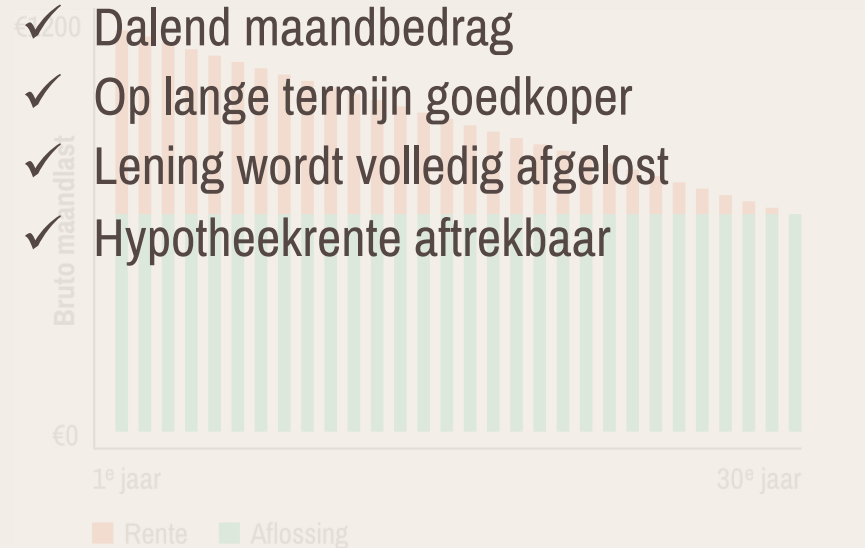 €1200
✓ Dalend maandbedrag
✓ Op lange termijn goedkoper
✓ Lening wordt volledig afgelost
✓ Hypotheekrente aftrekbaar
Bruto maandlast
€0
1e jaar
30e jaar
Rente
Aflossing